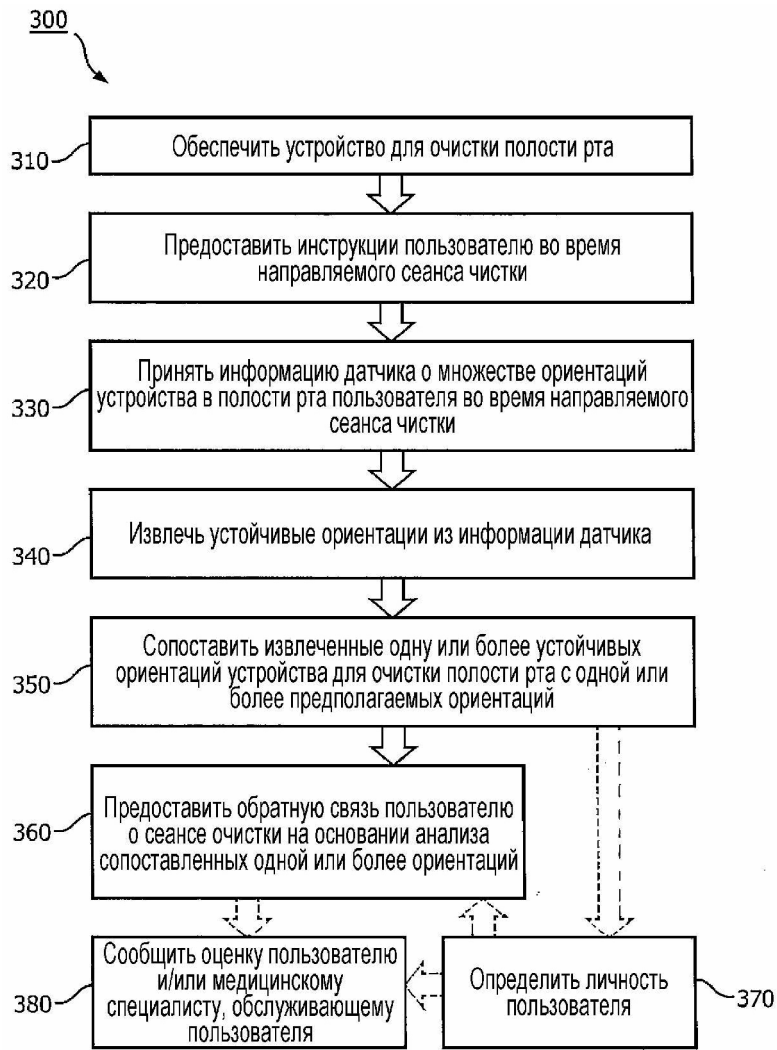 300
310
Обеспечить устройство для очистки полости рта
320
Предоставить инструкции пользователю во время
направляемого сеанса чистки
330
Принять информацию датчика о множестве ориентаций
устройства в полости рта пользователя во время направляемого
сеанса чистки
340
Извлечь устойчивые ориентации из информации датчика
350
Сопоставить извлеченные одну или более устойчивых
ориентаций устройства для очистки полости рта с одной или
более предполагаемых ориентаций
360
Предоставить обратную связь пользователю
о сеансе очистки на основании анализа
сопоставленных одной или более ориентаций
380
Сообщить оценку пользователю
и/или медицинскому
специалисту, обслуживающему
пользователя
Определить личность
пользователя
370